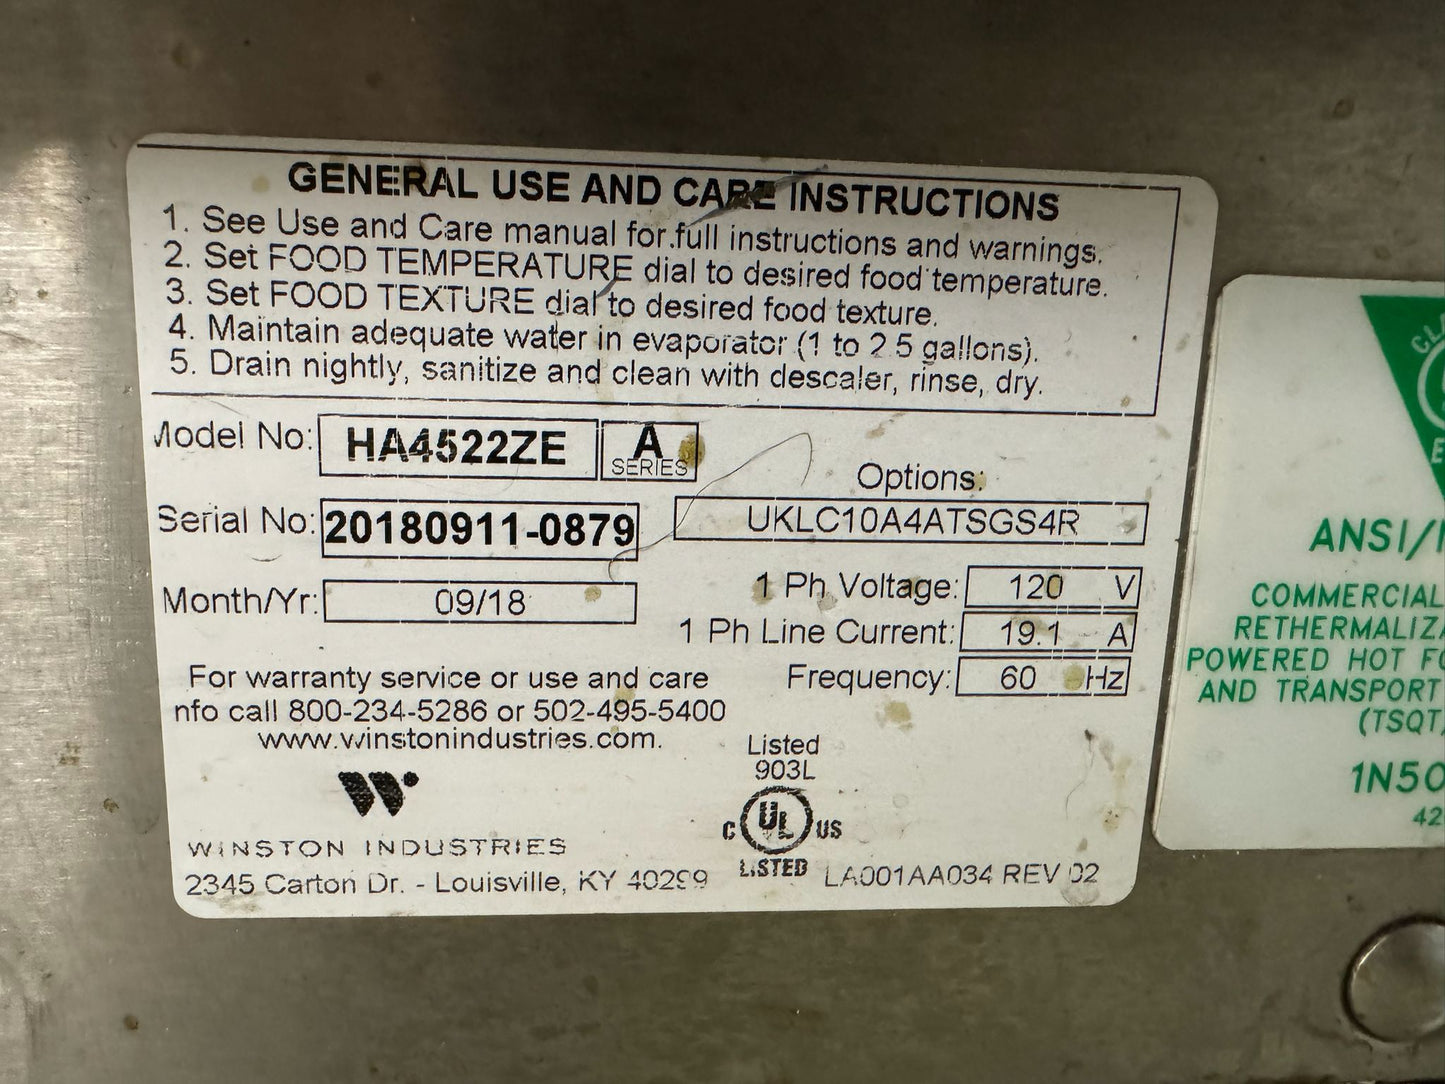 GENERAL USE AND CARE INSTRUCTIONS
1. See Use and Care manual for full instructions and warnings.
2. Set FOOD TEMPERATURE dial to desired food temperature.
3. Set FOOD TEXTURE dial to desired food texture.
4. Maintain adequate water in evaporator (1 to 2.5 gallons).
5. Drain nightly, sanitize and clean with descaler, rinse, dry.
Model No: HA4522ZE A
SERIES
Options:
Serial No: 20180911-0879 UKLC10A4ATSGS4R
Month/Yr: 09/18
1 Ph Voltage: 120 V
1 Ph Line Current: 19.1 A
Frequency: 60 Hz
For warranty service or use and care
nfo call 800-234-5286 or 502-495-5400
www.winstonindustries.com.
Listed
903L
C UL US
LISTED
WINSTON INDUSTRIES
2345 Carton Dr. - Louisville, KY 40299
LA001AA034 REV 02
ANSI/
COMMERCIAL
RETHERMALIZA
POWERED HOT FO
AND TRANSPORT
(TSQT)
1N50
42